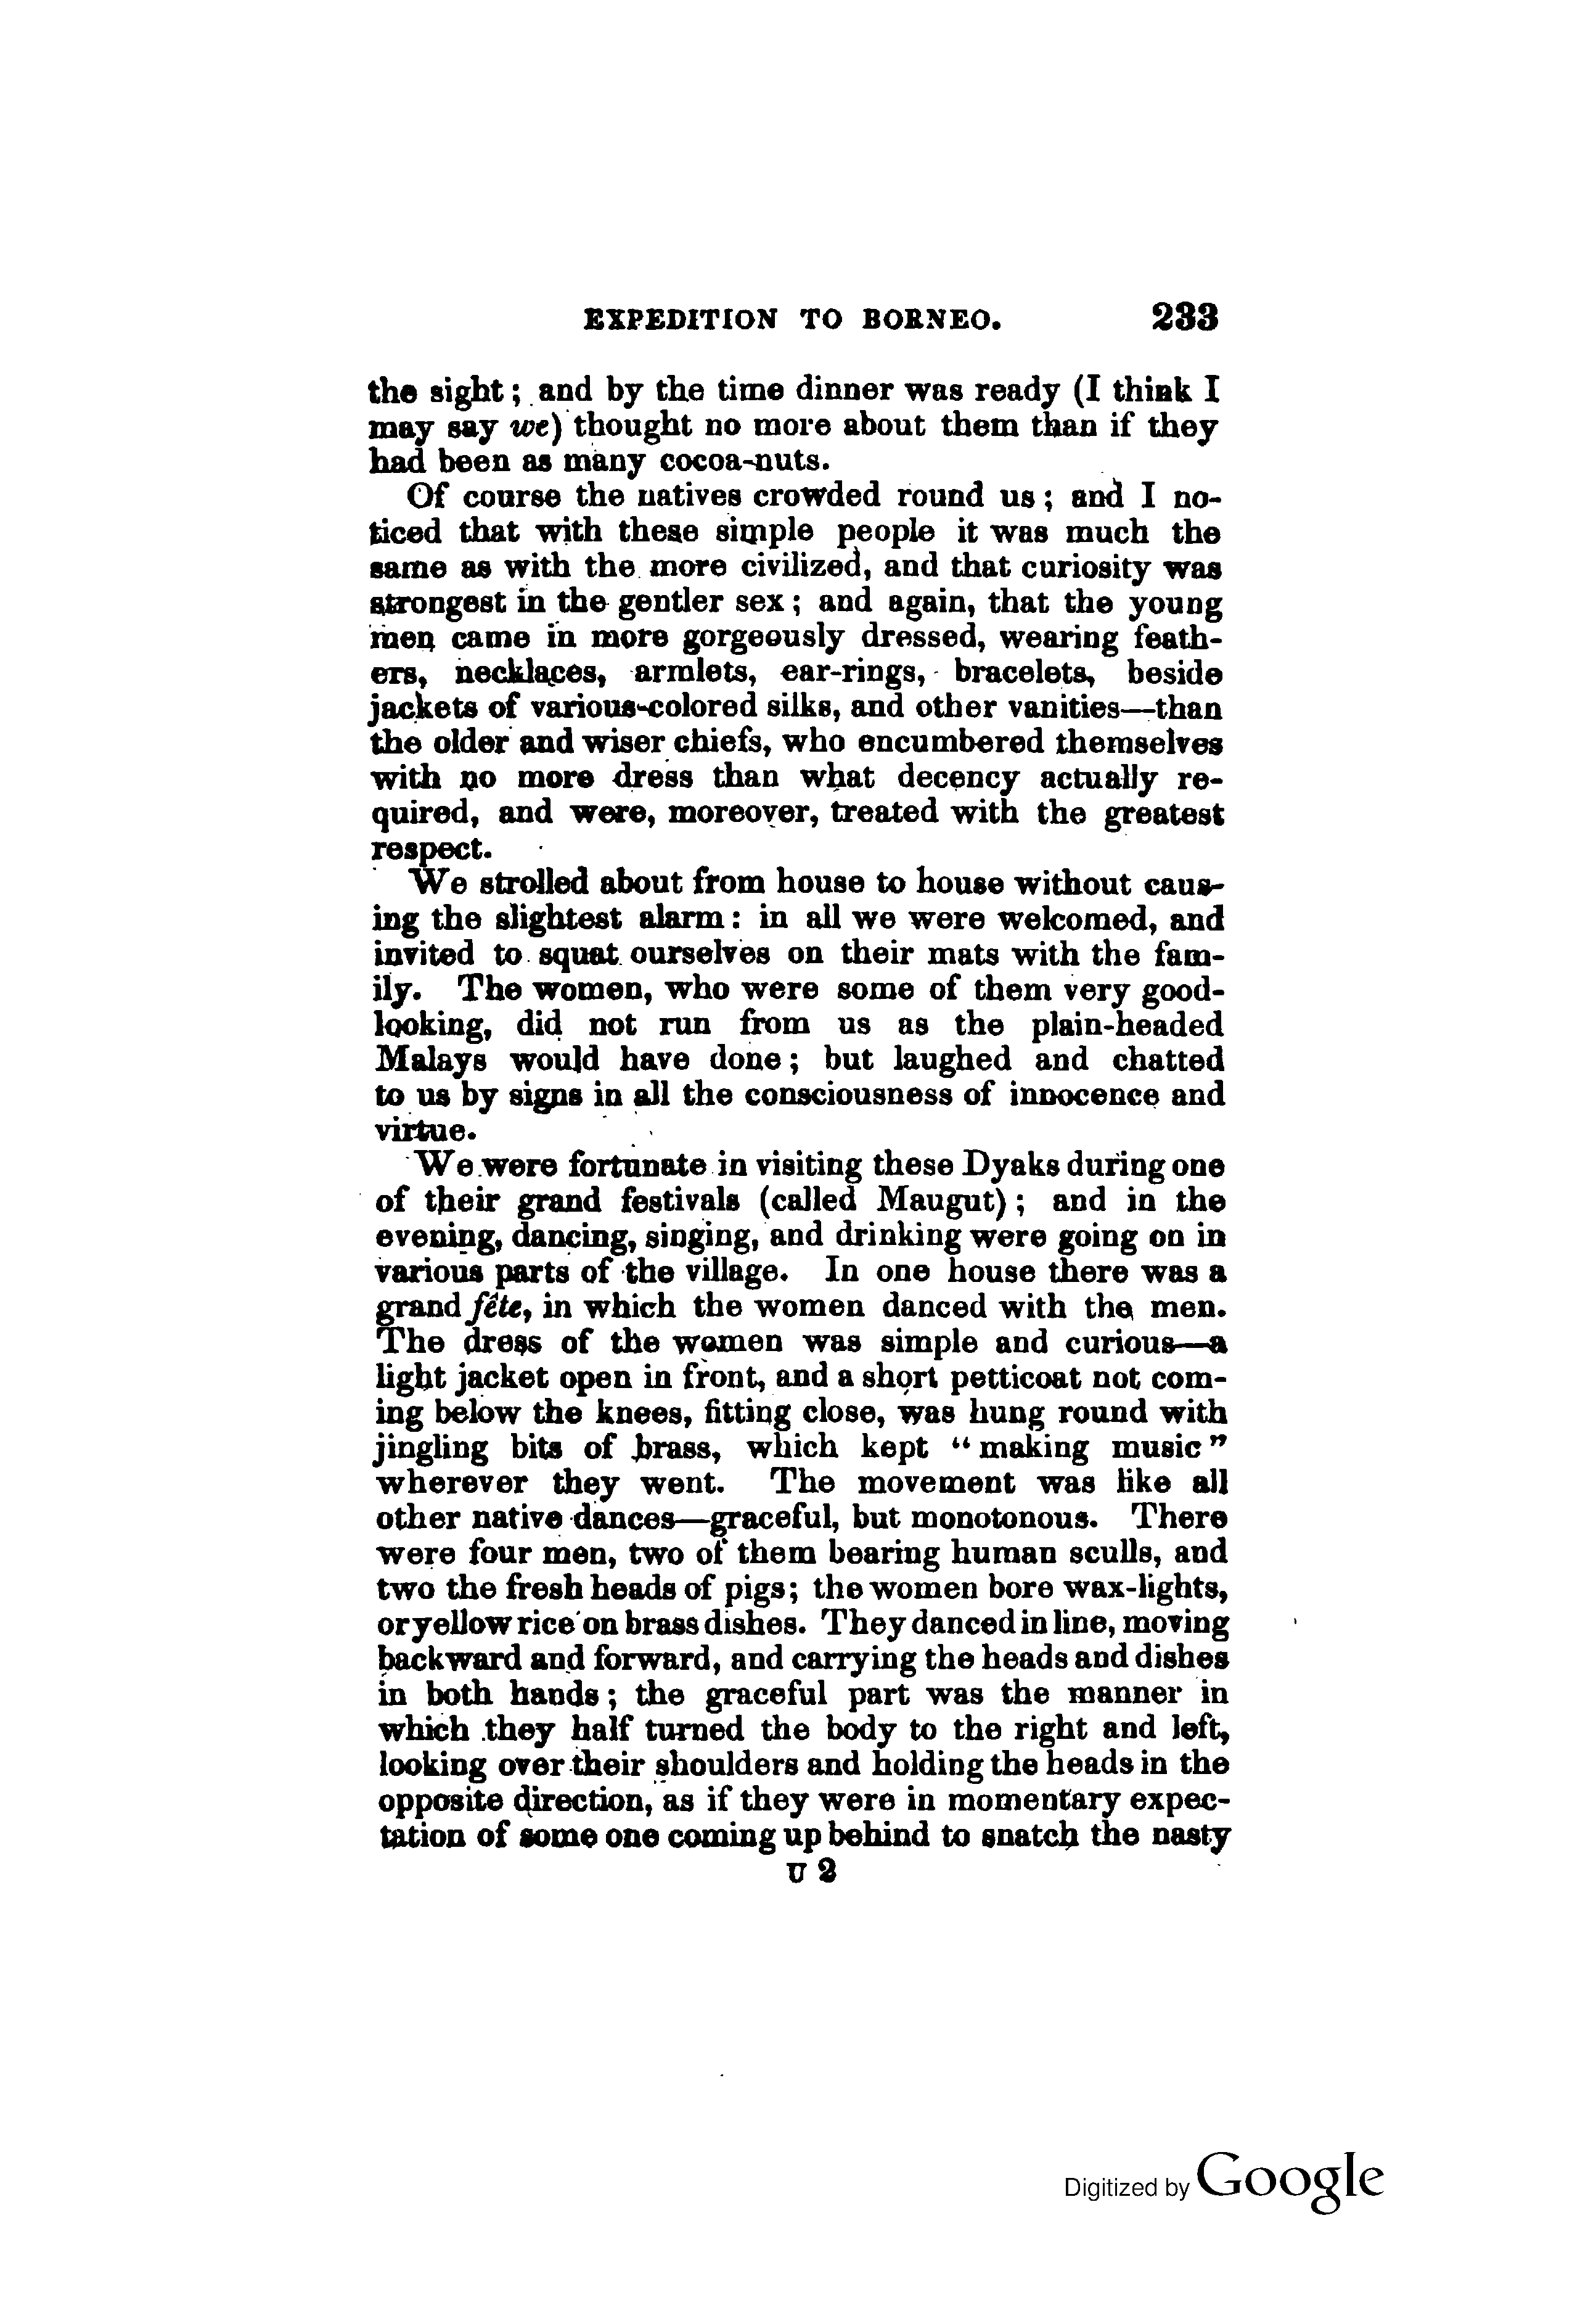 EXPEDITION TO BORNEO. 233
the sight; and by the time dinner was ready (I think I
may say we) thought no more about them than if they
had been as many cocoa-nuts.
Of course the natives crowded round us; and I no-
ticed that with these simple people it was much the
same as with the more civilized, and that curiosity was
strongest in the gentler sex; and again, that the young
men came in more gorgeously dressed, wearing feath-
ers, necklaces, armlets, ear-rings, bracelets, beside
jackets of various-colored silks, and other vanities—than
the older and wiser chiefs, who encumbered themselves
with no more dress than what decency actually re-
quired, and were, moreover, treated with the greatest
respect.
We strolled about from house to house without caus-
ing the slightest alarm: in all we were welcomed, and
invited to squat ourselves on their mats with the fam-
ily. The women, who were some of them very good-
looking, did not run from us as the plain-headed
Malays would have done; but laughed and chatted
to us by signs in all the consciousness of innocence and
virtue.
We were fortunate in visiting these Dyaks during one
of their grand festivals (called Maugut); and in the
evening, dancing, singing, and drinking were going on in
various parts of the village. In one house there was a
grand fête, in which the women danced with the men.
The dress of the women was simple and curious—a
light jacket open in front, and a short petticoat not com-
ing below the knees, fitting close, was hung round with
jingling bits of brass, which kept "making music"
wherever they went. The movement was like all
other native dances—graceful, but monotonous. There
were four men, two of them bearing human sculls, and
two the fresh heads of pigs; the women bore wax-lights,
or yellow rice on brass dishes. They danced in line, moving
backward and forward, and carrying the heads and dishes
in both hands; the graceful part was the manner in
which they half turned the body to the right and left,
looking over their shoulders and holding the heads in the
opposite direction, as if they were in momentary expec-
tation of some one coming up behind to snatch the nasty
U 2
Digitized by Google